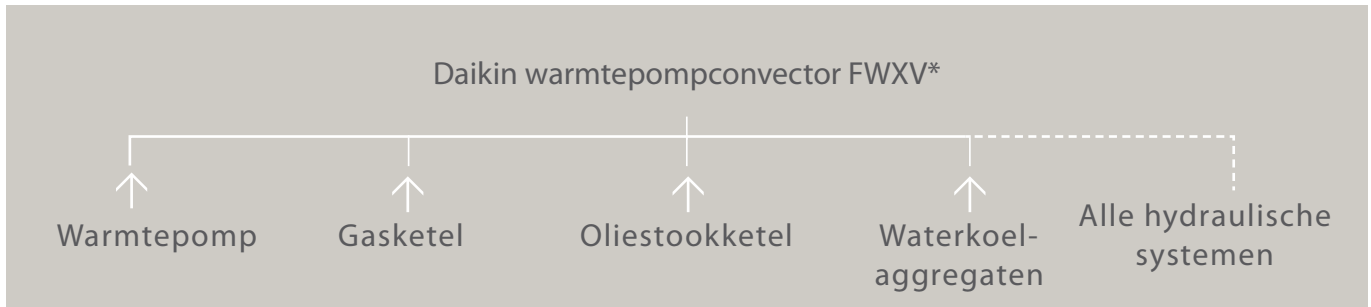 Daikin warmtepompconvector FWXV*
Warmtepomp
Gasketel
Oliestookketel
Waterkoel-
aggregaten
Alle hydraulische
systemen